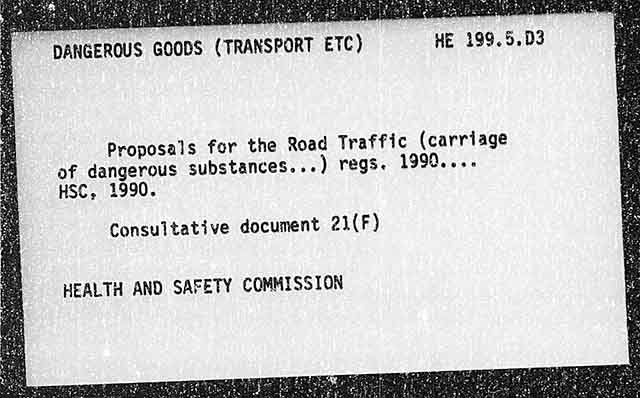 DANGEROUS GOODS (TRANSPORT ETC) HE 199.5.D3
Proposals for the Road Traffic (carriage
of dangerous substances...) regs. 1990....
HSC, 1990.
Consultative document 21(F)
HEALTH AND SAFETY COMMISSION